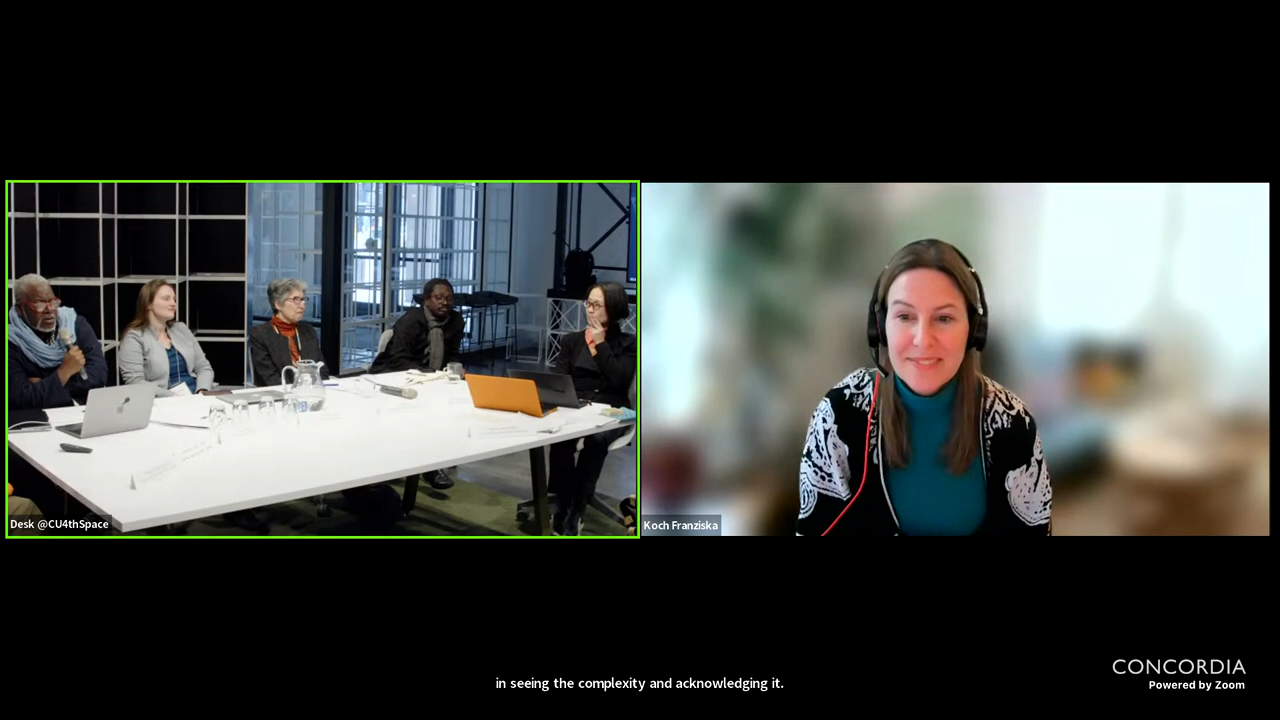 Desk @CU4thSpace
Koch Franziska
in seeing the complexity and acknowledging it.
CONCORDIA
Powered by Zoom